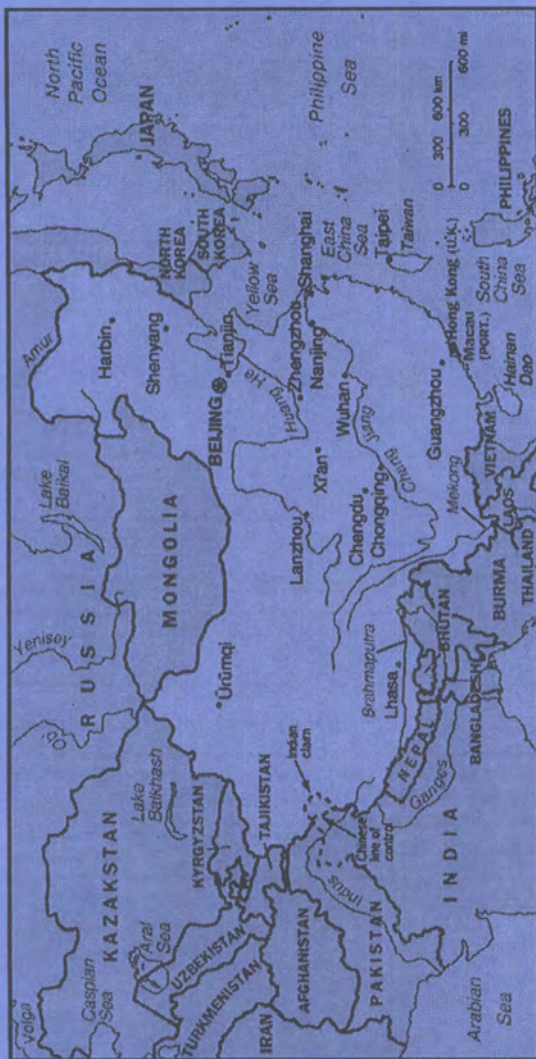 Volga
Caspian
Sea
Aral
Sea
KAZAKSTAN
UZBEKISTAN
TURKMENISTAN
IRAN
AFGHANISTAN
PAKISTAN
Arabian
Sea
Lake
Balkhash
KYRGYZSTAN
TAJIKISTAN
Indian
claim
Chinese
line of
control
Indus
INDIA
Ob
RUSSIA
Yenisey
Lake
Baikal
Amur
MONGOLIA
Ürümqi
Harbin
Shenyang
BEIJING
Tianjin
Huang He
Zhengzhou
Nanjing
Shanghai
Xi'an
Wuhan
Lanzhou
Chengdu
Chongqing
Chang Jiang
Guangzhou
Brahmaputra
Lhasa
NEPAL
Ganges
BHUTAN
BANGLADESH
BURMA
THAILAND
LAOS
Mekong
VIETNAM
Hainan
Dao
Hong Kong (U.K.)
Macau
(PORT.)
South
China
Sea
PHILIPPINES
Taipei
Taiwan
East
China
Sea
Yellow
Sea
NORTH
KOREA
SOUTH
KOREA
JAPAN
North
Pacific
Ocean
Philippine
Sea
0 300 600 km
0 300 600 mi